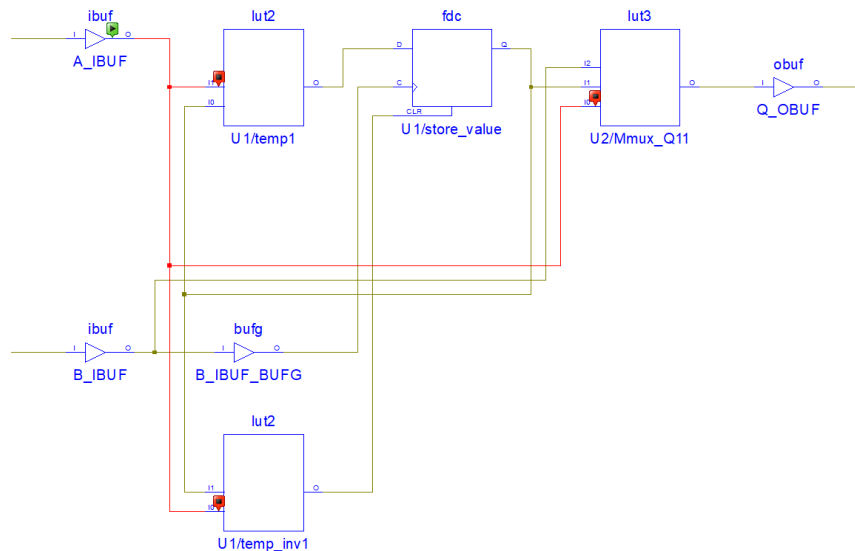 ibuf
I
O
A_IBUF
lut2
I1
I0
O
U1/temp1
fdc
D
Q
C
CLR
U1/store_value
lut3
I2
I1
I0
O
U2/Mmux_Q11
obuf
I
O
Q_OBUF
ibuf
I
O
B_IBUF
bufg
I
O
B_IBUF_BUFG
lut2
I1
I0
O
U1/temp_inv1